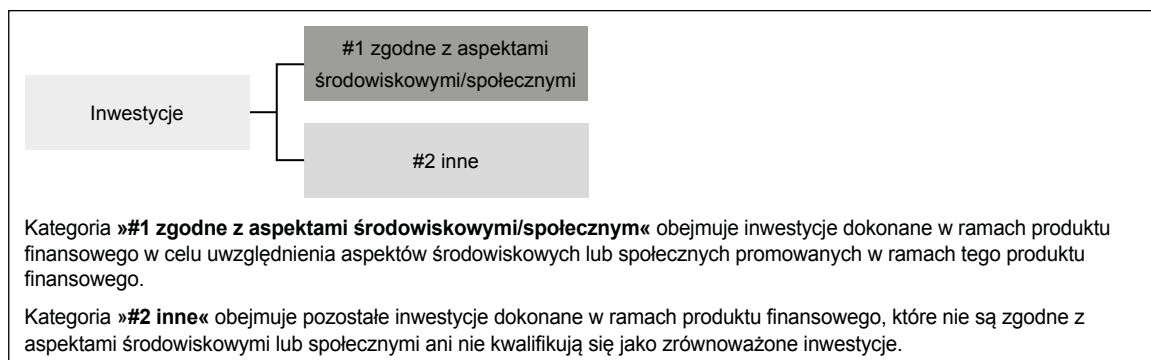 #1 zgodne z aspektami
środowiskowymi/społecznymi
Inwestycje
#2 inne
Kategoria »#1 zgodne z aspektami środowiskowymi/społecznym« obejmuje inwestycje dokonane w ramach produktu
finansowego w celu uwzględnienia aspektów środowiskowych lub społecznych promowanych w ramach tego produktu
finansowego.
Kategoria »#2 inne« obejmuje pozostałe inwestycje dokonane w ramach produktu finansowego, które nie są zgodne z
aspektami środowiskowymi lub społecznymi ani nie kwalifikują się jako zrównoważone inwestycje.